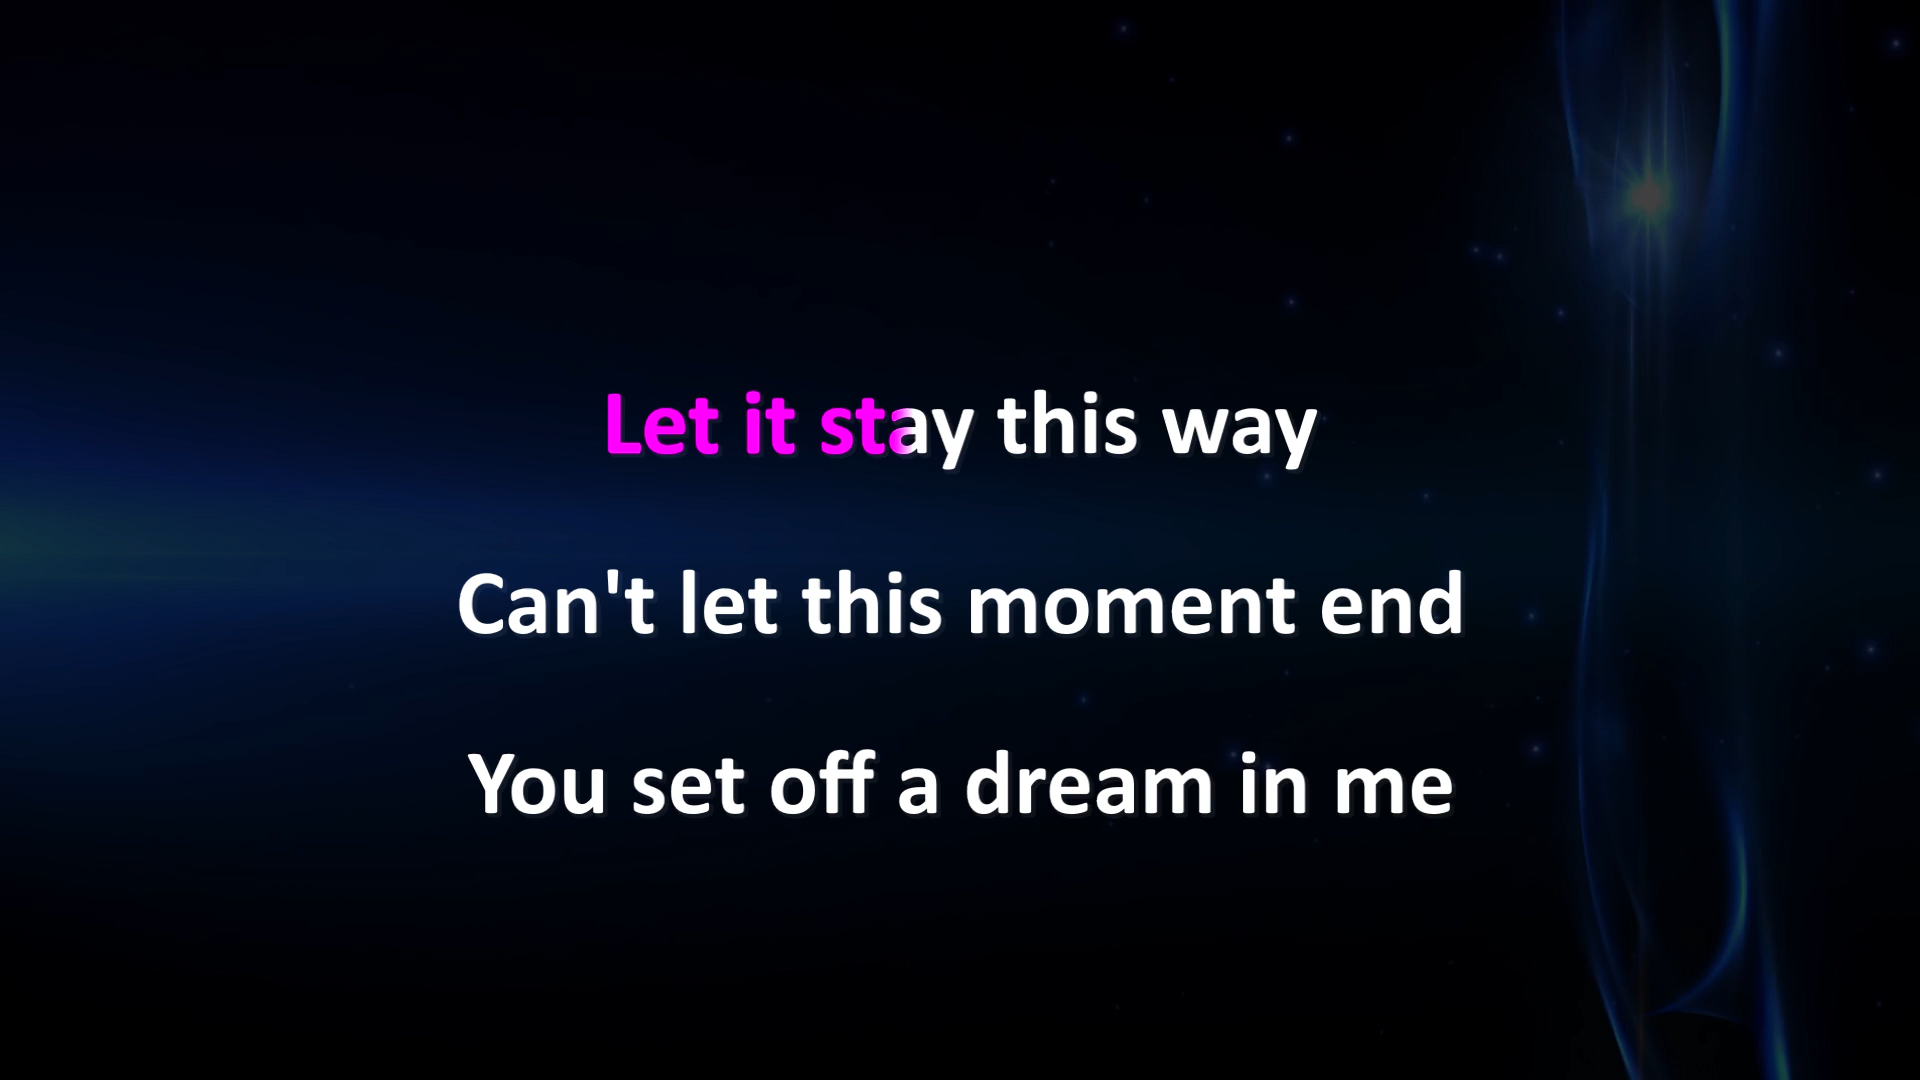 Let it stay this way
Can't let this moment end
You set off a dream in me